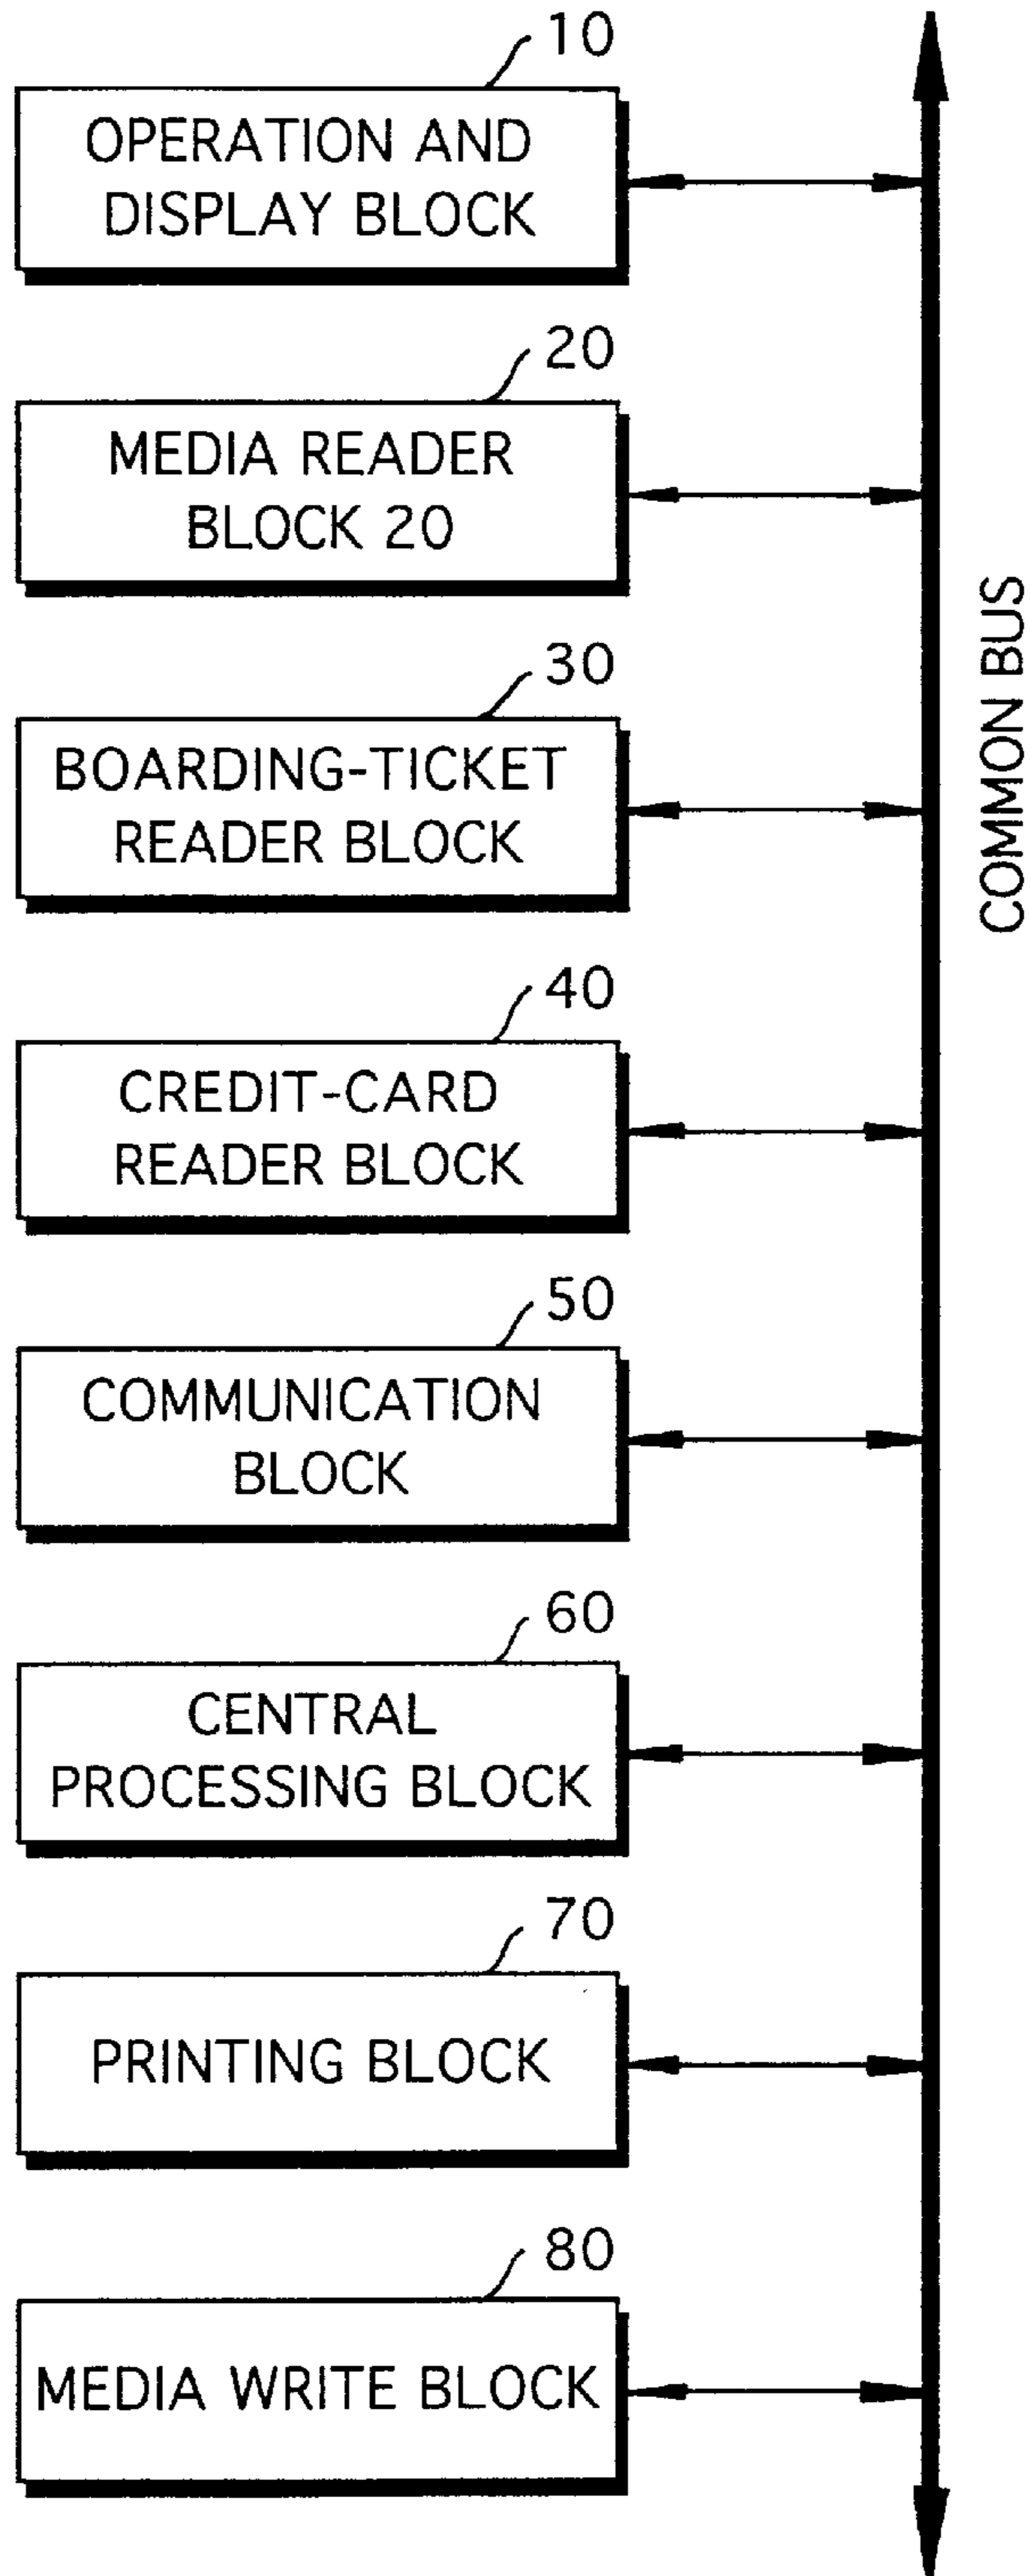 10
OPERATION AND
DISPLAY BLOCK
20
MEDIA READER
BLOCK 20
30
BOARDING-TICKET
READER BLOCK
40
CREDIT-CARD
READER BLOCK
50
COMMUNICATION
BLOCK
60
CENTRAL
PROCESSING BLOCK
70
PRINTING BLOCK
80
MEDIA WRITE BLOCK
COMMON BUS